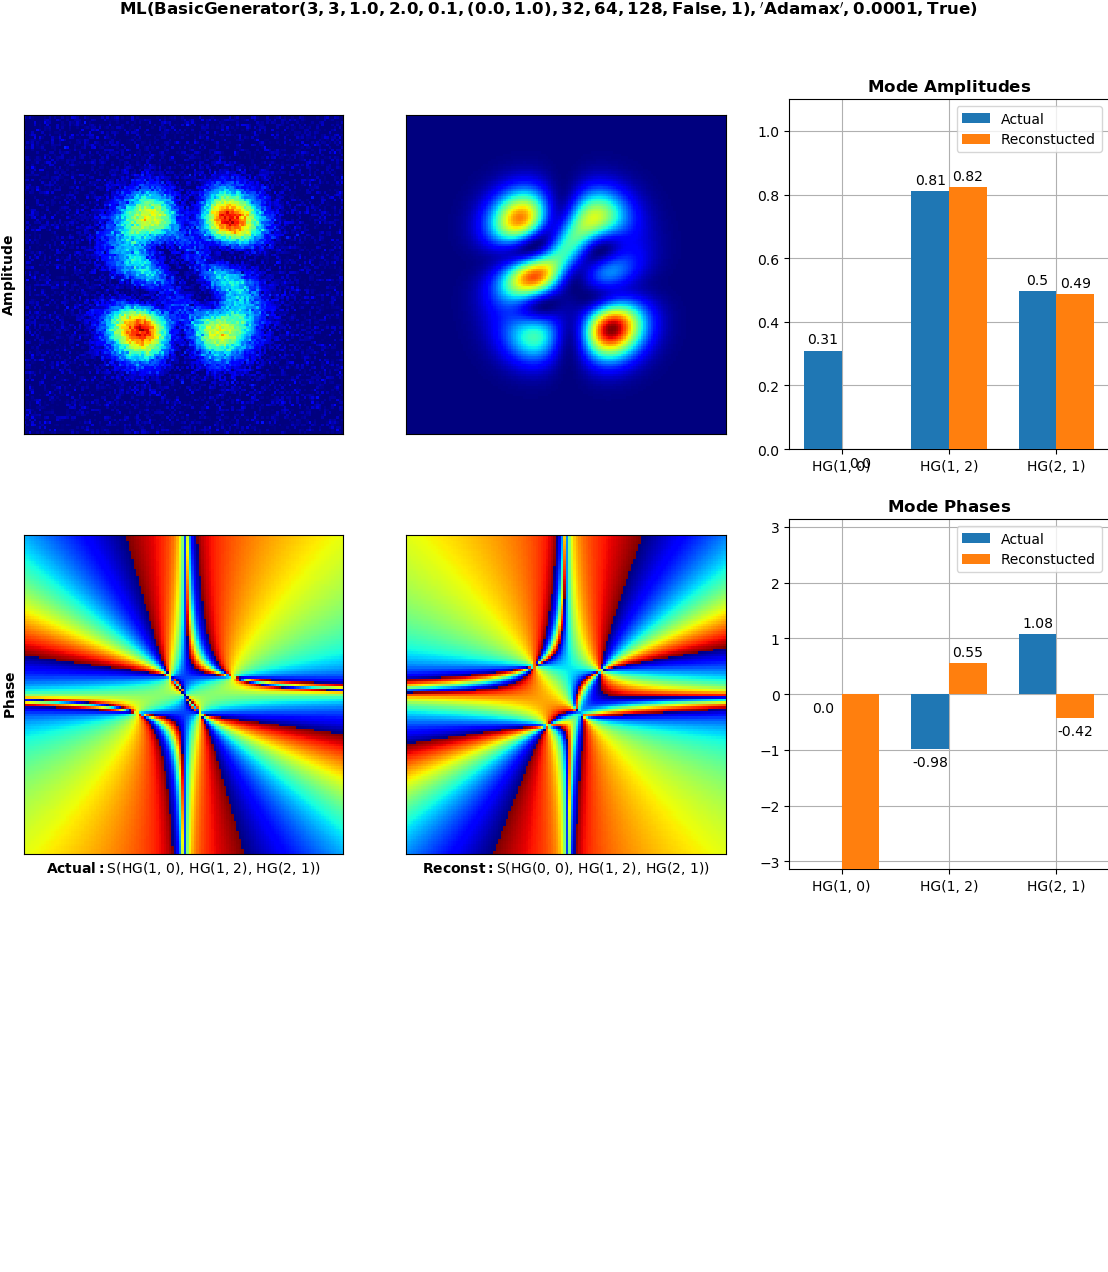 ML(BasicGenerator(3, 3, 1.0, 2.0, 0.1, (0.0, 1.0), 32, 64, 128, False, 1), 'Adamax', 0.0001, True)
Amplitude
Mode Amplitudes
Actual
Reconstucted
1.0
0.8
0.6
0.4
0.2
0.0
0.31
0.0
0.81
0.82
0.5
0.49
HG(1, 0)
HG(1, 2)
HG(2, 1)
Phase
Actual: S(HG(1, 0), HG(1, 2), HG(2, 1))
Reconst: S(HG(0, 0), HG(1, 2), HG(2, 1))
Mode Phases
Actual
Reconstucted
3
2
1
0
−1
−2
−3
0.0
-0.98
0.55
1.08
-0.42
HG(1, 0)
HG(1, 2)
HG(2, 1)